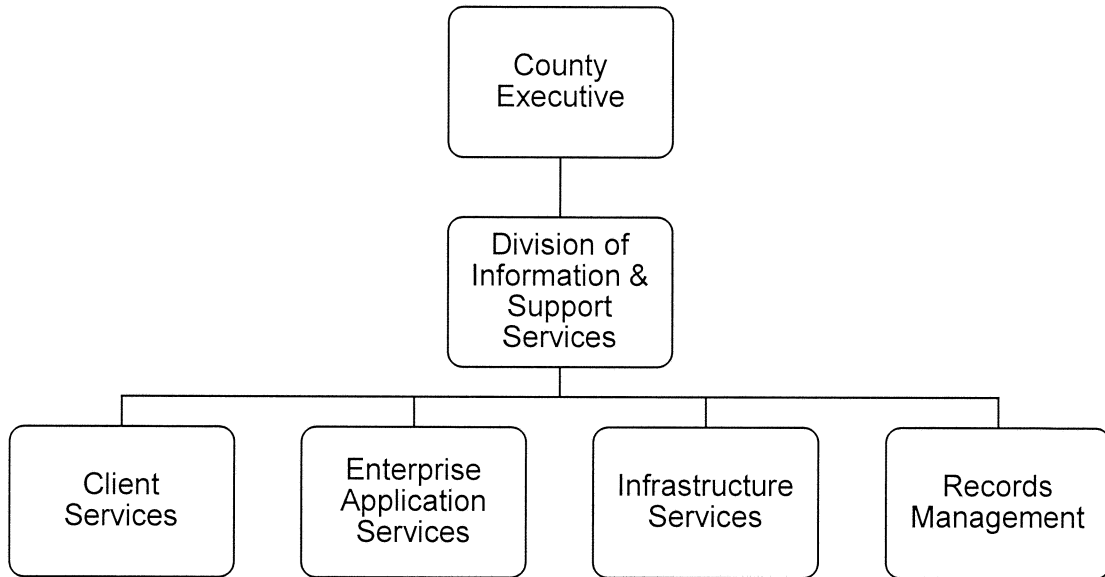 County
Executive
Division of
Information &
Support
Services
Client
Services
Enterprise
Application
Services
Infrastructure
Services
Records
Management